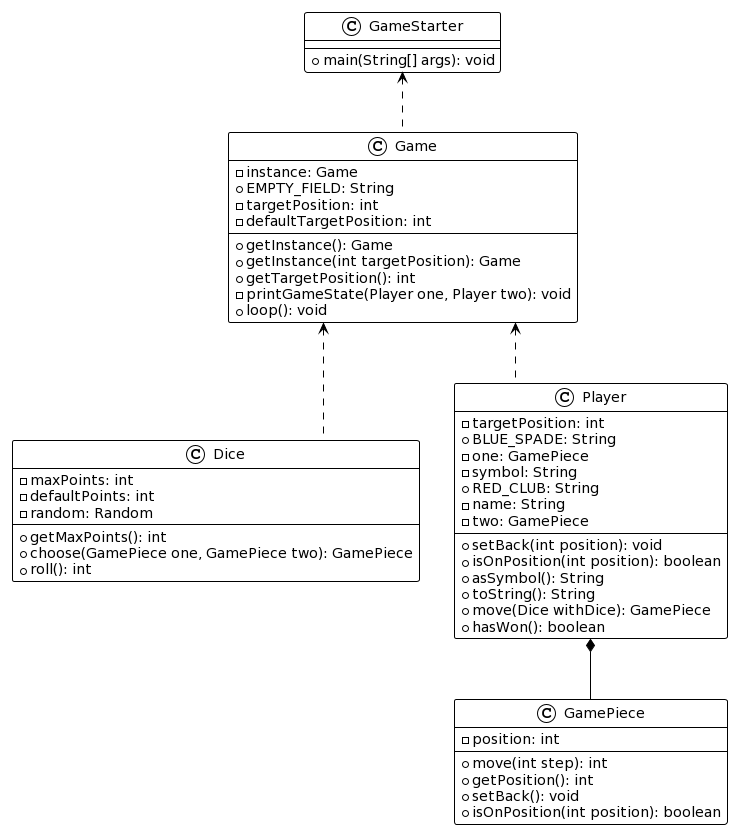 C GameStarter
main(String[] args): void
C Game
instance: Game
EMPTY_FIELD: String
targetPosition: int
defaultTargetPosition: int
getInstance(): Game
getInstance(int targetPosition): Game
getTargetPosition(): int
printGameState(Player one, Player two): void
loop(): void
C Dice
maxPoints: int
defaultPoints: int
random: Random
getMaxPoints(): int
choose(GamePiece one, GamePiece two): GamePiece
roll(): int
C Player
targetPosition: int
BLUE_SPADE: String
one: GamePiece
symbol: String
RED_CLUB: String
name: String
two: GamePiece
setBack(int position): void
isOnPosition(int position): boolean
asSymbol(): String
toString(): String
move(Dice withDice): GamePiece
hasWon(): boolean
C GamePiece
position: int
move(int step): int
getPosition(): int
setBack(): void
isOnPosition(int position): boolean